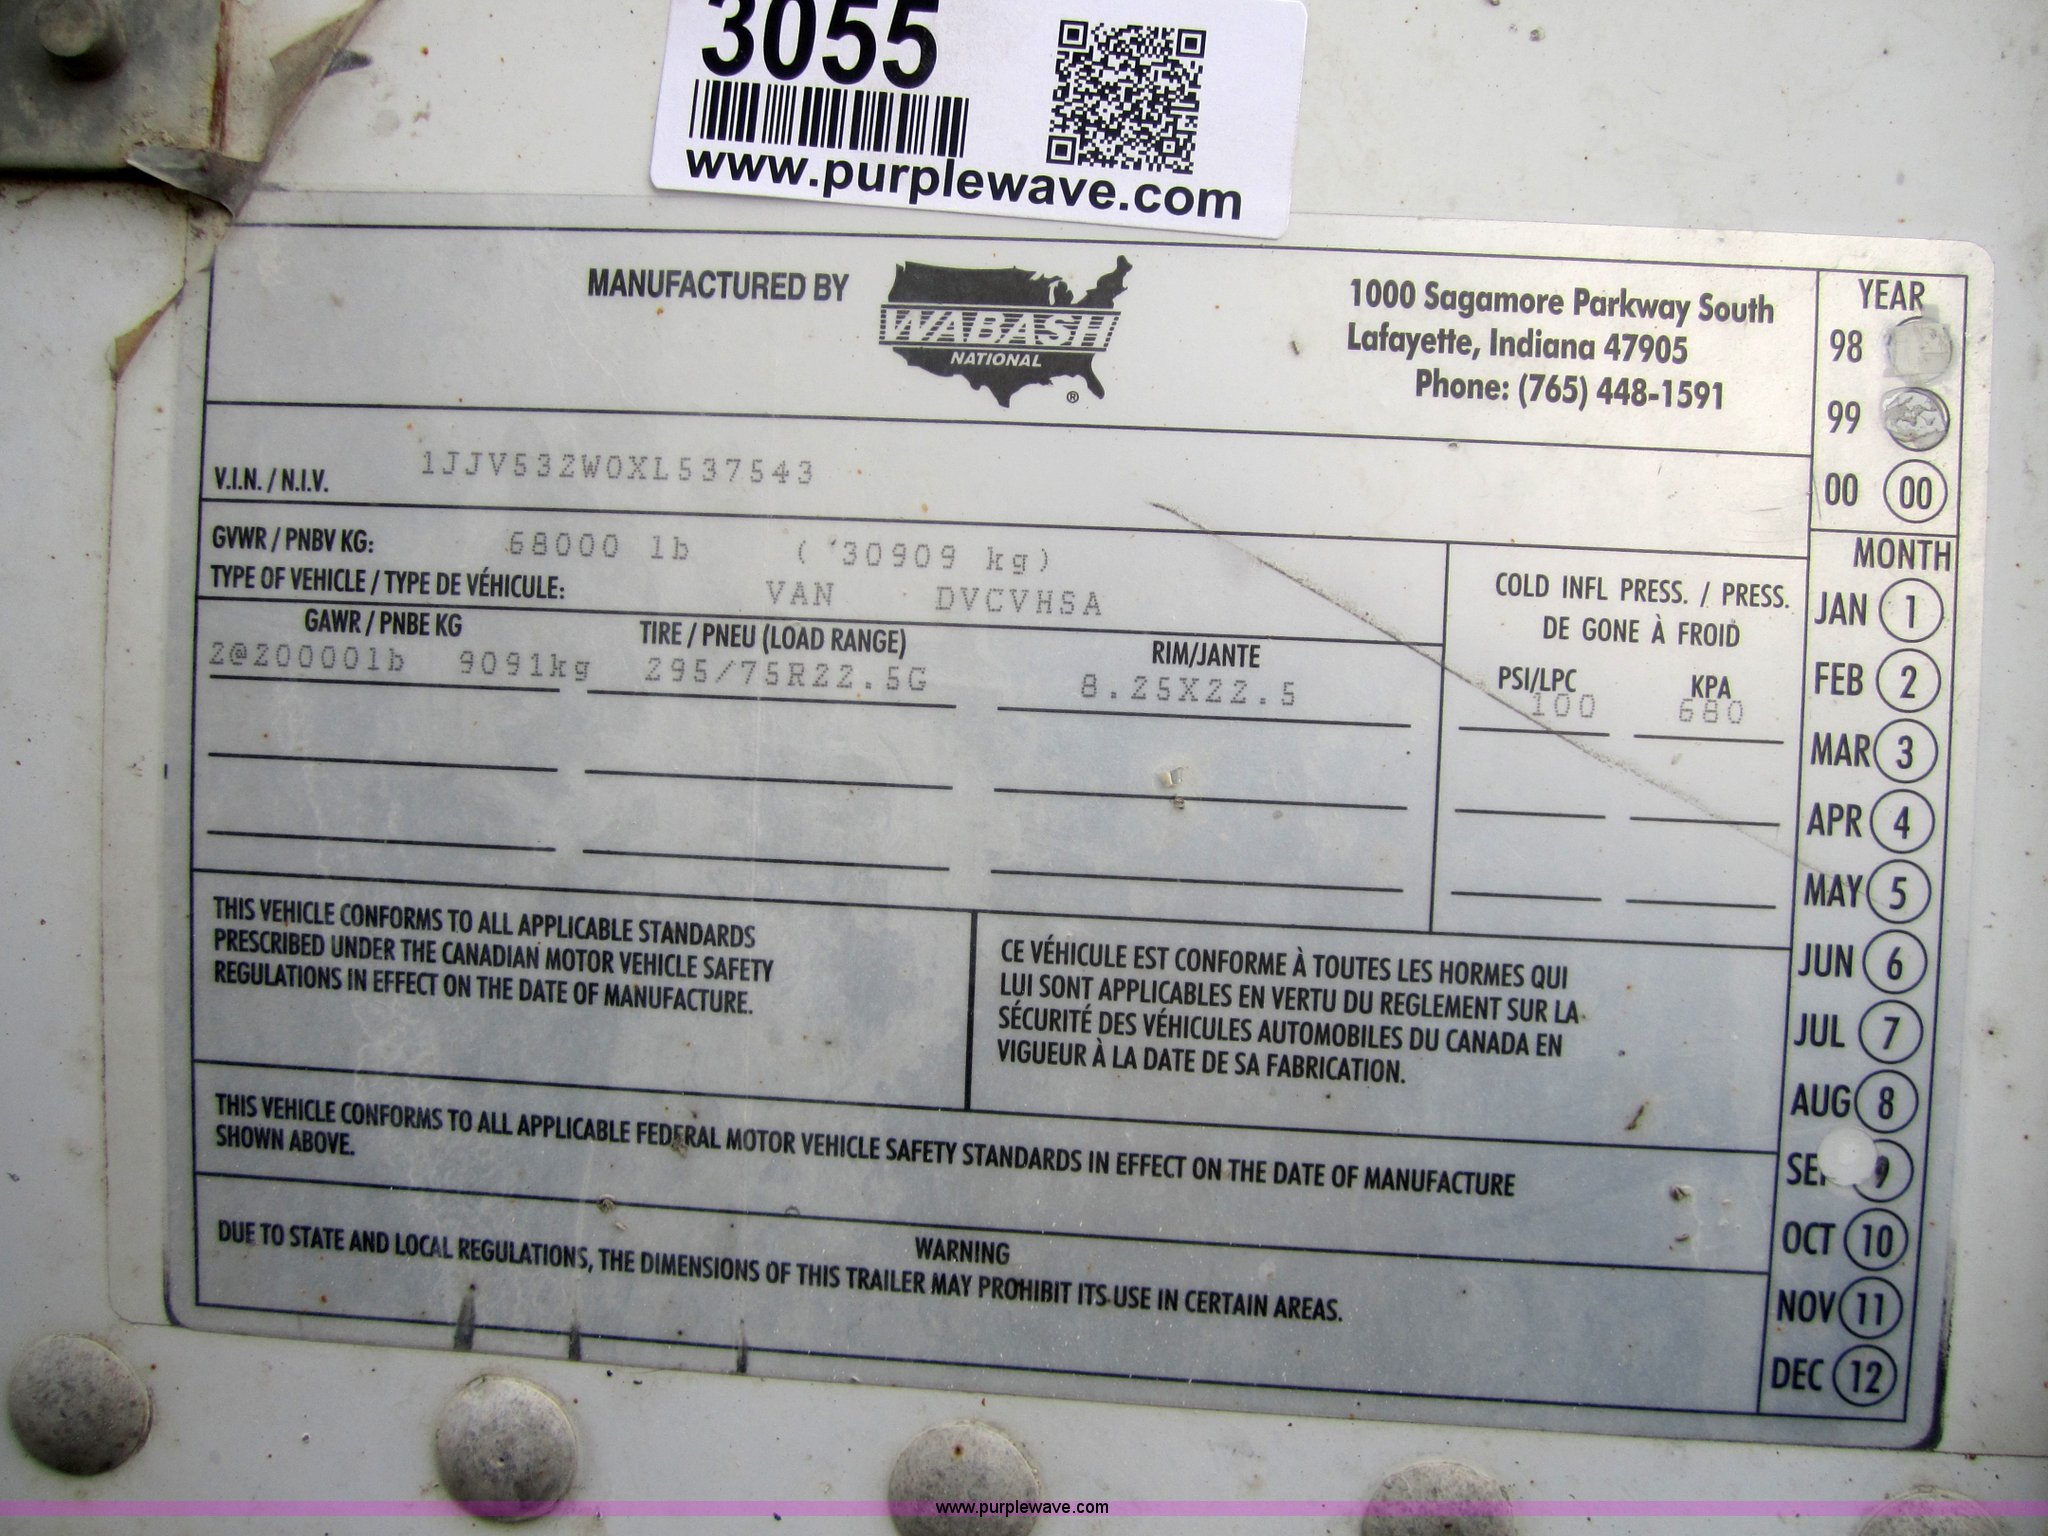 3055
www.purplewave.com
MANUFACTURED BY
WABASH
NATIONAL
®
1000 Sagamore Parkway South
Lafayette, Indiana 47905
Phone: (765) 448-1591
V.I.N. / N.I.V. 1JJV532W0XL537543
GVWR / PNBV KG: 68000 lb ( 30909 kg)
TYPE OF VEHICLE / TYPE DE VÉHICULE: VAN DVCVHSA
GAWR / PNBE KG TIRE / PNEU (LOAD RANGE) RIM/JANTE
2@20000lb 9091kg 295/75R22.5G 8.25X22.5
COLD INFL PRESS. / PRESS.
DE GONE À FROID
PSI/LPC KPA
100 680
THIS VEHICLE CONFORMS TO ALL APPLICABLE STANDARDS
PRESCRIBED UNDER THE CANADIAN MOTOR VEHICLE SAFETY
REGULATIONS IN EFFECT ON THE DATE OF MANUFACTURE.
CE VÉHICULE EST CONFORME À TOUTES LES HORMES QUI
LUI SONT APPLICABLES EN VERTU DU REGLEMENT SUR LA
SÉCURITÉ DES VÉHICULES AUTOMOBILES DU CANADA EN
VIGUEUR À LA DATE DE SA FABRICATION.
THIS VEHICLE CONFORMS TO ALL APPLICABLE FEDERAL MOTOR VEHICLE SAFETY STANDARDS IN EFFECT ON THE DATE OF MANUFACTURE
SHOWN ABOVE.
WARNING
DUE TO STATE AND LOCAL REGULATIONS, THE DIMENSIONS OF THIS TRAILER MAY PROHIBIT ITS USE IN CERTAIN AREAS.
YEAR
98
99
00 00
MONTH
JAN 1
FEB 2
MAR 3
APR 4
MAY 5
JUN 6
JUL 7
AUG 8
SE 9
OCT 10
NOV 11
DEC 12
www.purplewave.com